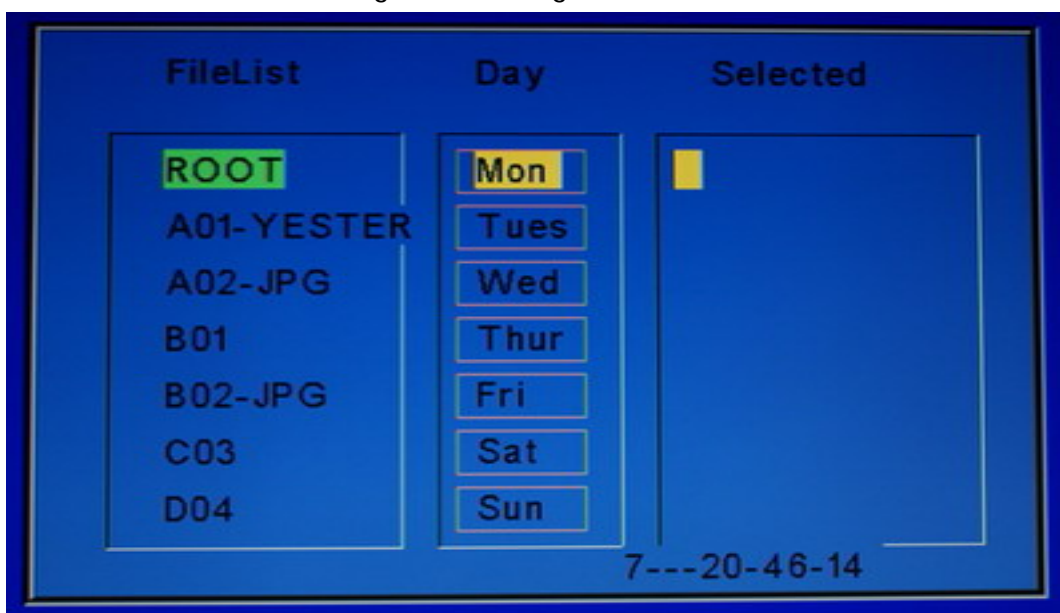 FileList Day Selected
ROOT Mon
A01-YESTER Tues
A02-JPG Wed
B01 Thur
B02-JPG Fri
C03 Sat
D04 Sun
7---20-46-14